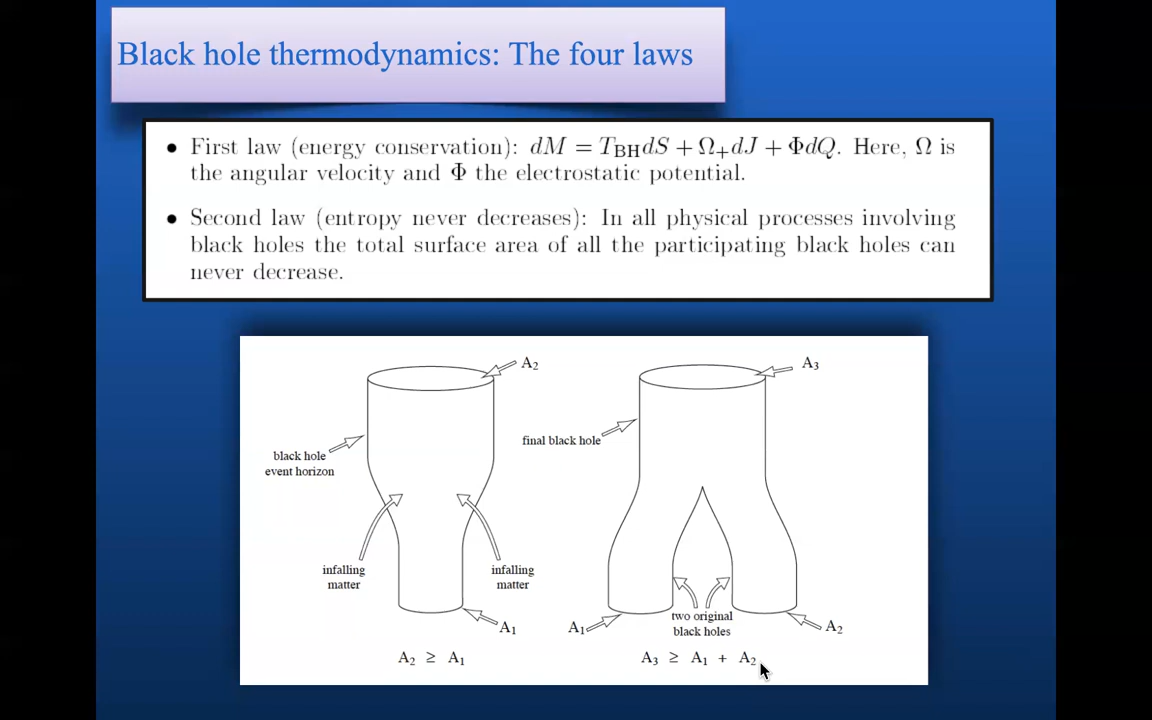 Black hole thermodynamics: The four laws
• First law (energy conservation): dM = T_BH dS + Ω₊dJ + ΦdQ. Here, Ω is
the angular velocity and Φ the electrostatic potential.
• Second law (entropy never decreases): In all physical processes involving
black holes the total surface area of all the participating black holes can
never decrease.
A₂
black hole
event horizon
infalling
matter
infalling
matter
A₁
A₂ ≥ A₁
A₃
final black hole
two original
black holes
A₁
A₂
A₃ ≥ A₁ + A₂